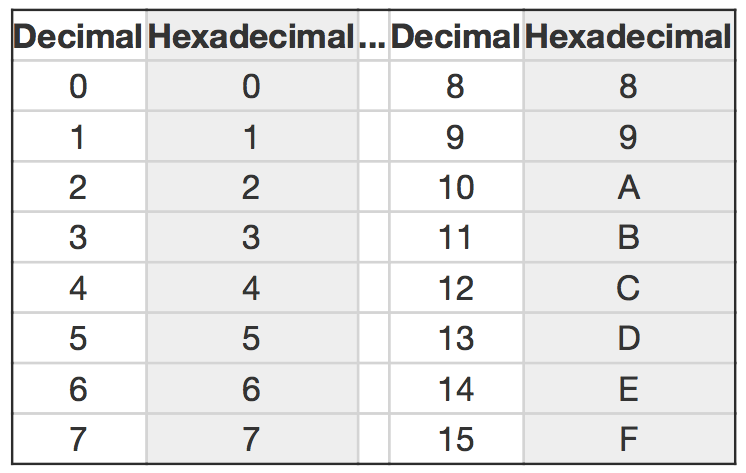 Decimal Hexadecimal ... Decimal Hexadecimal
0 0 8 8
1 1 9 9
2 2 10 A
3 3 11 B
4 4 12 C
5 5 13 D
6 6 14 E
7 7 15 F